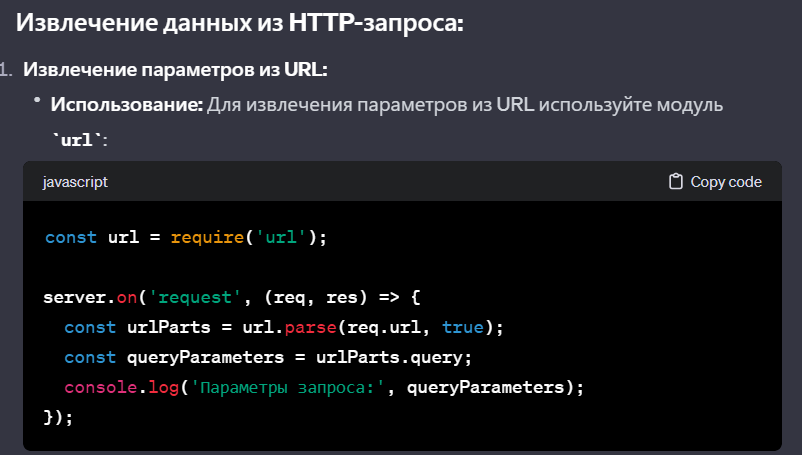 Извлечение данных из HTTP-запроса:
1. Извлечение параметров из URL:
• Использование: Для извлечения параметров из URL используйте модуль
`url`:
javascript Copy code
const url = require('url');
server.on('request', (req, res) => {
  const urlParts = url.parse(req.url, true);
  const queryParameters = urlParts.query;
  console.log('Параметры запроса:', queryParameters);
});